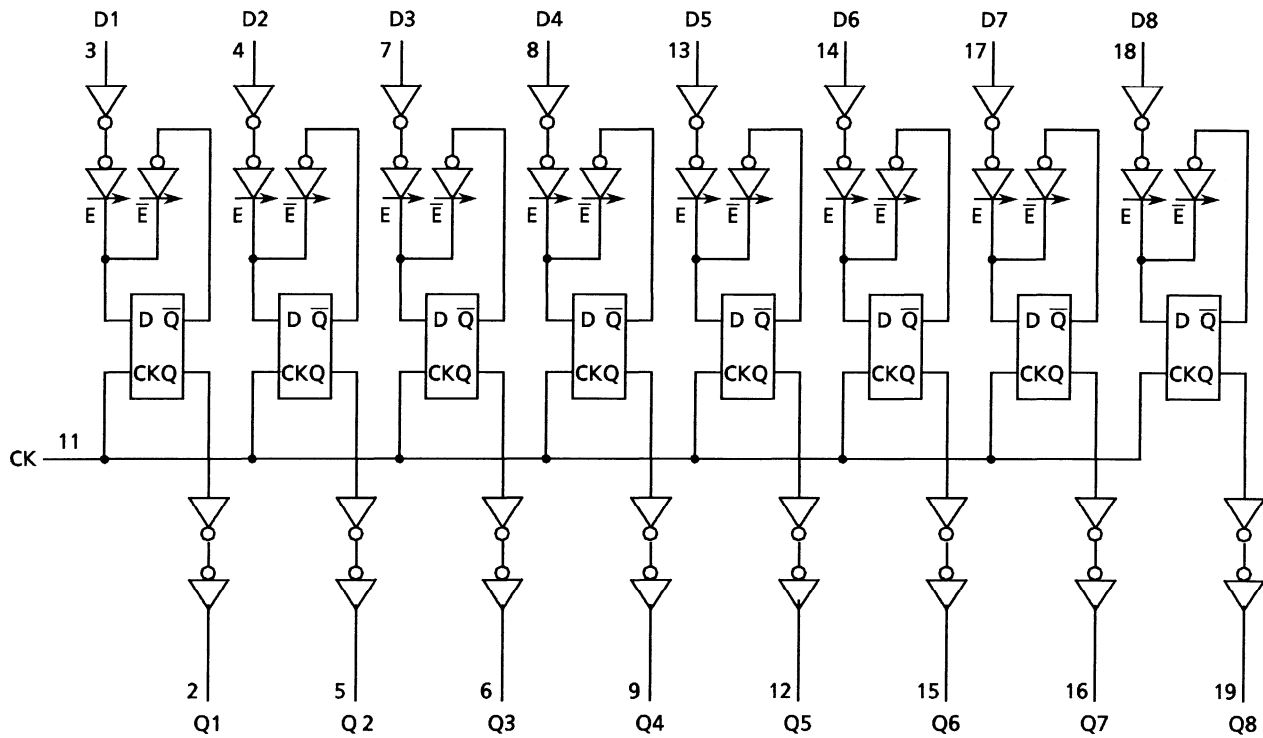 D1 D2 D3 D4 D5 D6 D7 D8
3 4 7 8 13 14 17 18
E E̅ E E̅ E E̅ E E̅ E E̅ E E̅ E E̅ E E̅
D Q̅ D Q̅ D Q̅ D Q̅ D Q̅ D Q̅ D Q̅ D Q̅
CKQ CKQ CKQ CKQ CKQ CKQ CKQ CKQ
11
CK
2 5 6 9 12 15 16 19
Q1 Q2 Q3 Q4 Q5 Q6 Q7 Q8